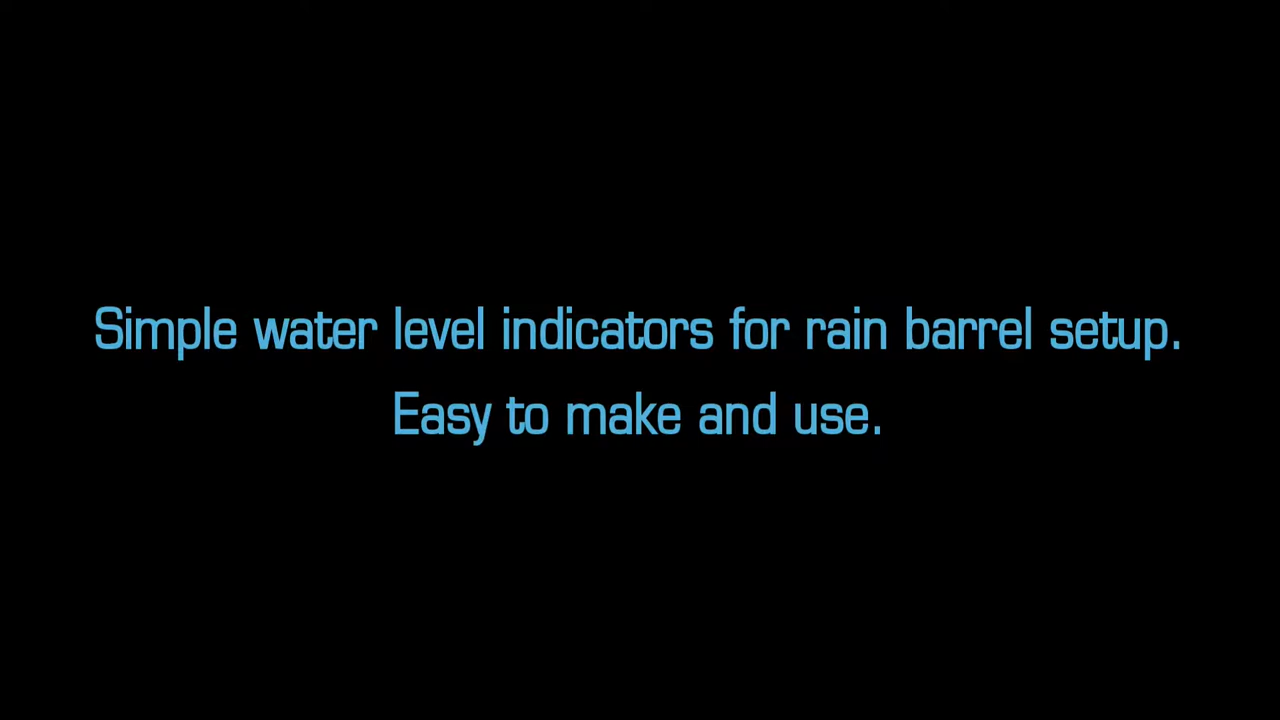 Simple water level indicators for rain barrel setup.
Easy to make and use.